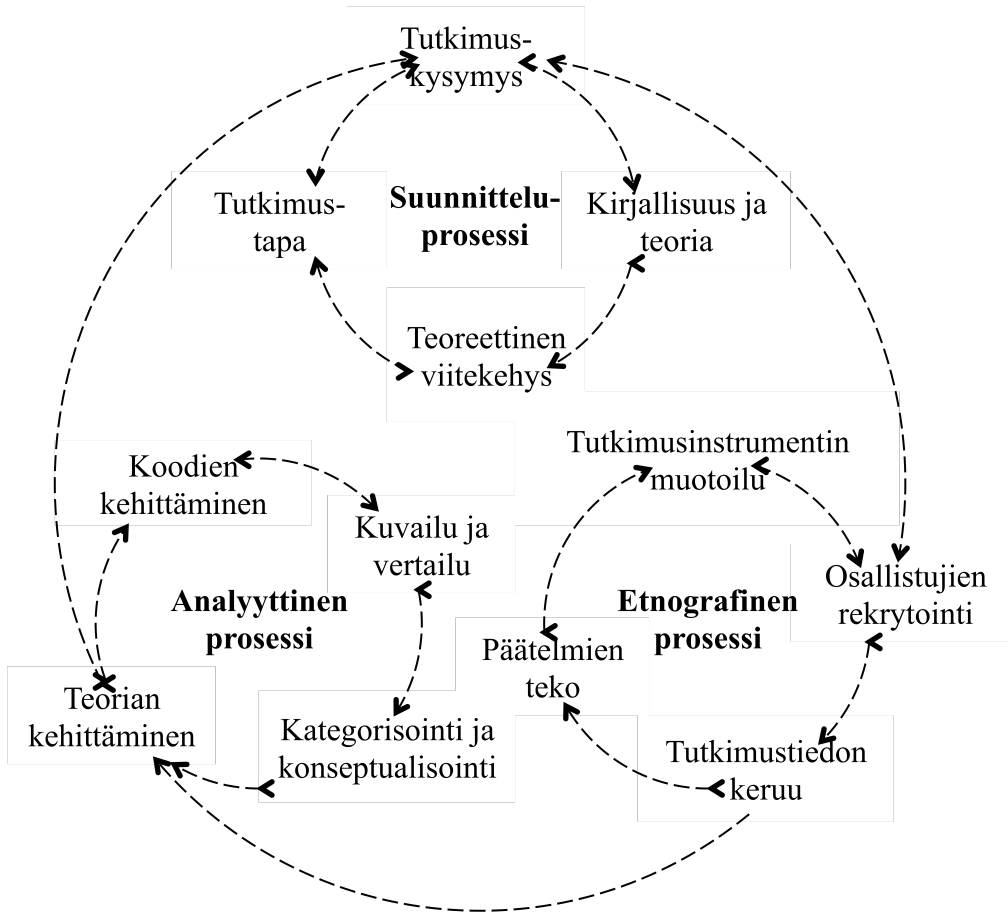 Tutkimus-
kysymys
Tutkimus-
tapa
Suunnittelu-
prosessi
Kirjallisuus ja
teoria
Teoreettinen
viitekehys
Koodien
kehittäminen
Kuvailu ja
vertailu
Analyyttinen
prosessi
Teorian
kehittäminen
Kategorisointi ja
konseptualisointi
Tutkimusinstrumentin
muotoilu
Osallistujien
rekrytointi
Etnografinen
prosessi
Päätelmien
teko
Tutkimustiedon
keruu